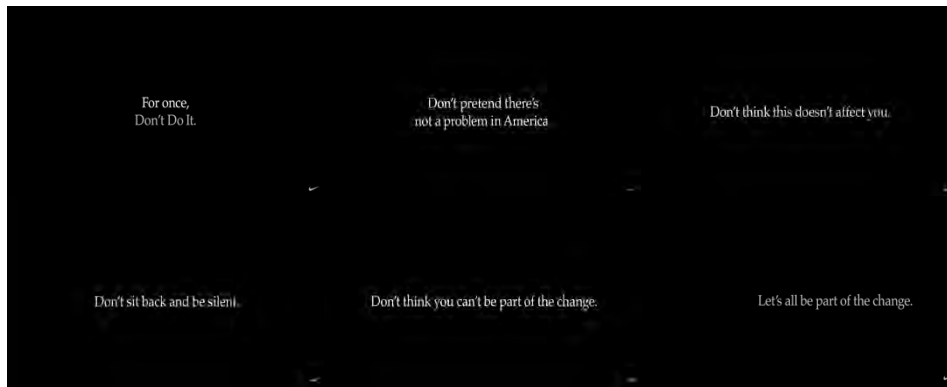 For once,
Don't Do It.
Don't pretend there's
not a problem in America
Don't think this doesn't affect you.
Don't sit back and be silent.
Don't think you can't be part of the change.
Let's all be part of the change.